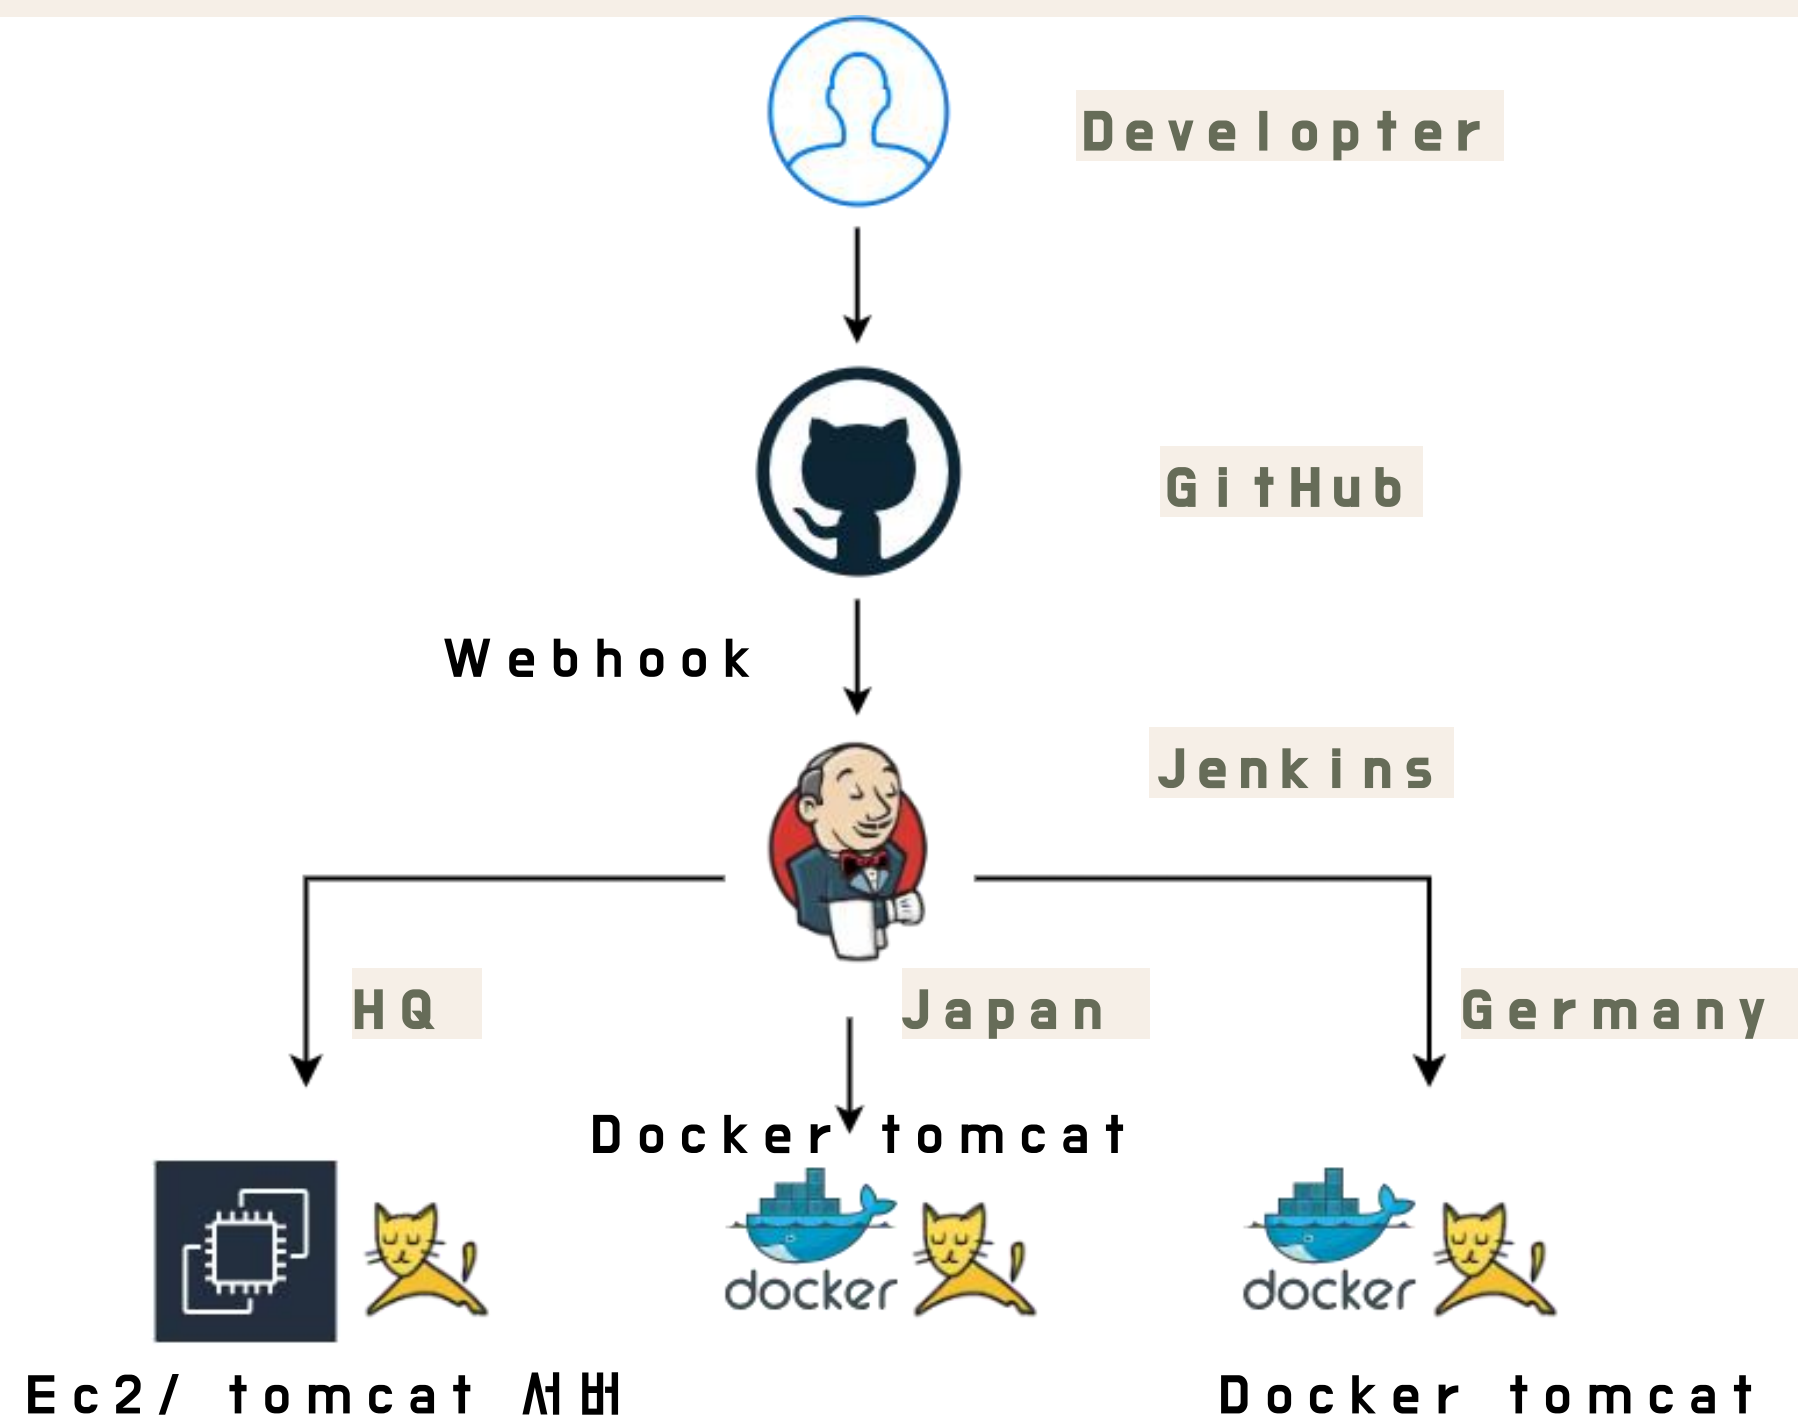 Developter
GitHub
Webhook
Jenkins
HQ
Japan
Germany
Docker tomcat
docker
docker
Ec2/ tomcat 서버
Docker tomcat